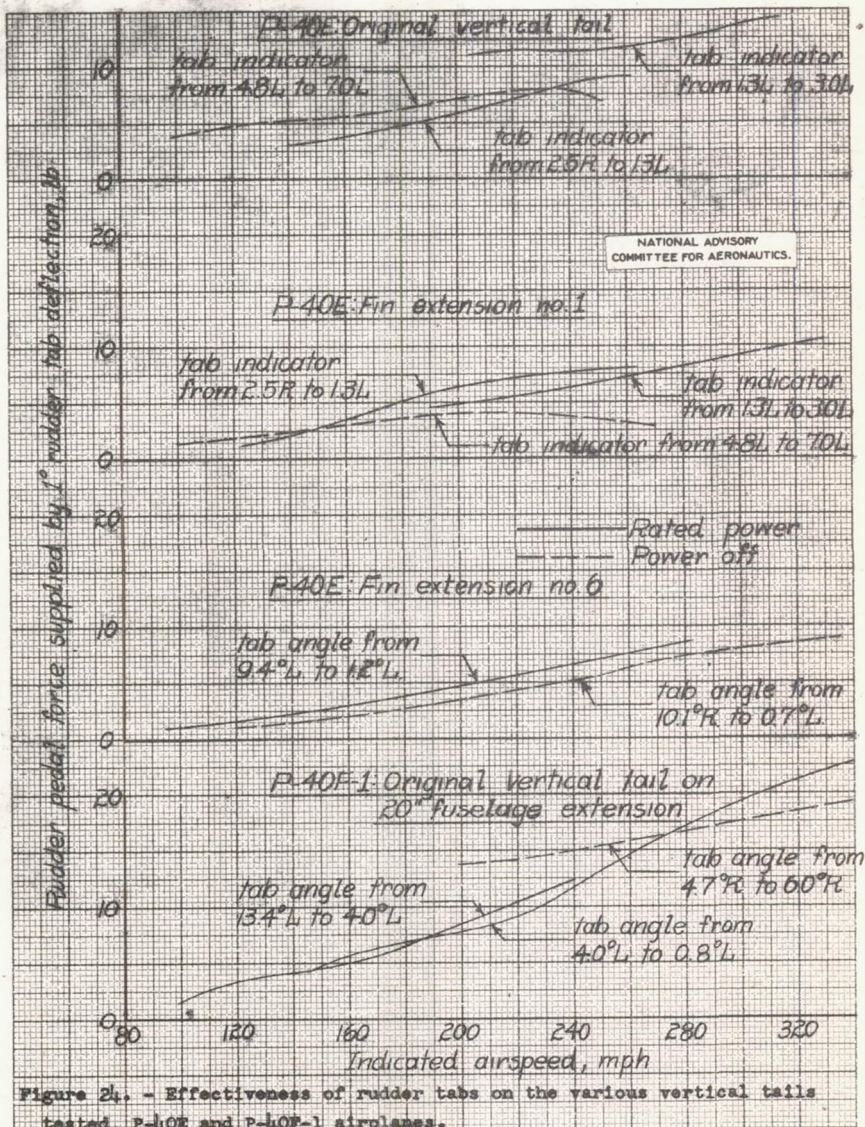 P-40E: Original vertical tail
tab indicator
from 4.8L to 7.0L
tab indicator
from 1.3L to 3.0L
tab indicator
from 2.5R to 1.3L
10
0
20
NATIONAL ADVISORY
COMMITTEE FOR AERONAUTICS.
P-40E: Fin extension no. 1
10
tab indicator
from 2.5R to 1.3L
tab indicator
from 1.3L to 3.0L
tab indicator from 4.8L to 7.0L
0
20
Rated power
Power off
P-40E: Fin extension no. 6
10
tab angle from
9.4°L to 1.2°L
tab angle from
10.1°R to 0.7°L
0
P-40F-1: Original vertical tail on
20" fuselage extension
20
tab angle from
4.7°R to 6.0°R
tab angle from
13.4°L to 4.0°L
10
tab angle from
4.0°L to 0.8°L
0
80 120 160 200 240 280 320
Indicated airspeed, mph
Rudder pedal force supplied by 1° rudder tab deflection, lb
Figure 24. - Effectiveness of rudder tabs on the various vertical tails
tested. P-40E and P-40F-1 airplanes.